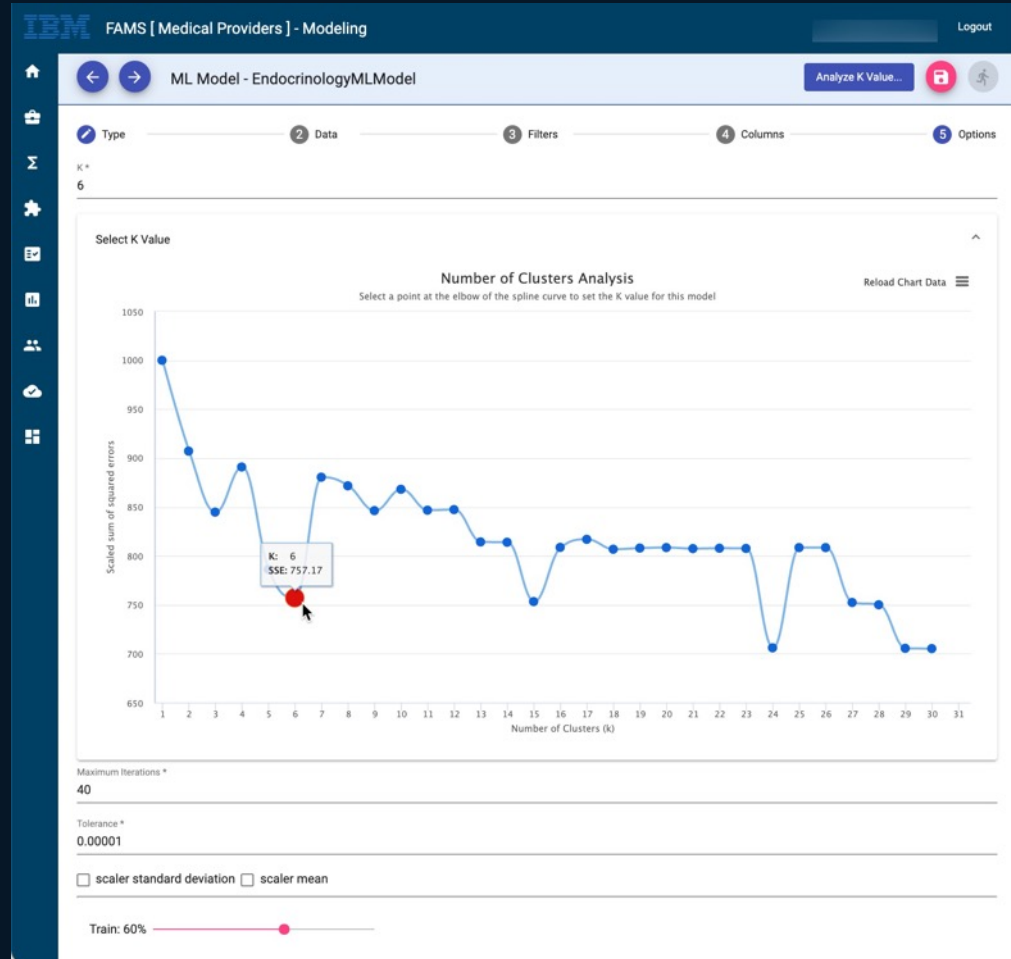 IBM FAMS [ Medical Providers ] - Modeling Logout
ML Model - EndocrinologyMLModel Analyze K Value...
Type 2 Data 3 Filters 4 Columns 5 Options
K *
6
Select K Value
Number of Clusters Analysis
Reload Chart Data
Select a point at the elbow of the spline curve to set the K value for this model
1050
1000
950
900
850
800
750
700
650
Scaled sum of squared errors
K: 6
SSE: 757.17
1 2 3 4 5 6 7 8 9 10 11 12 13 14 15 16 17 18 19 20 21 22 23 24 25 26 27 28 29 30 31
Number of Clusters (k)
Maximum Iterations *
40
Tolerance *
0.00001
scaler standard deviation scaler mean
Train: 60%